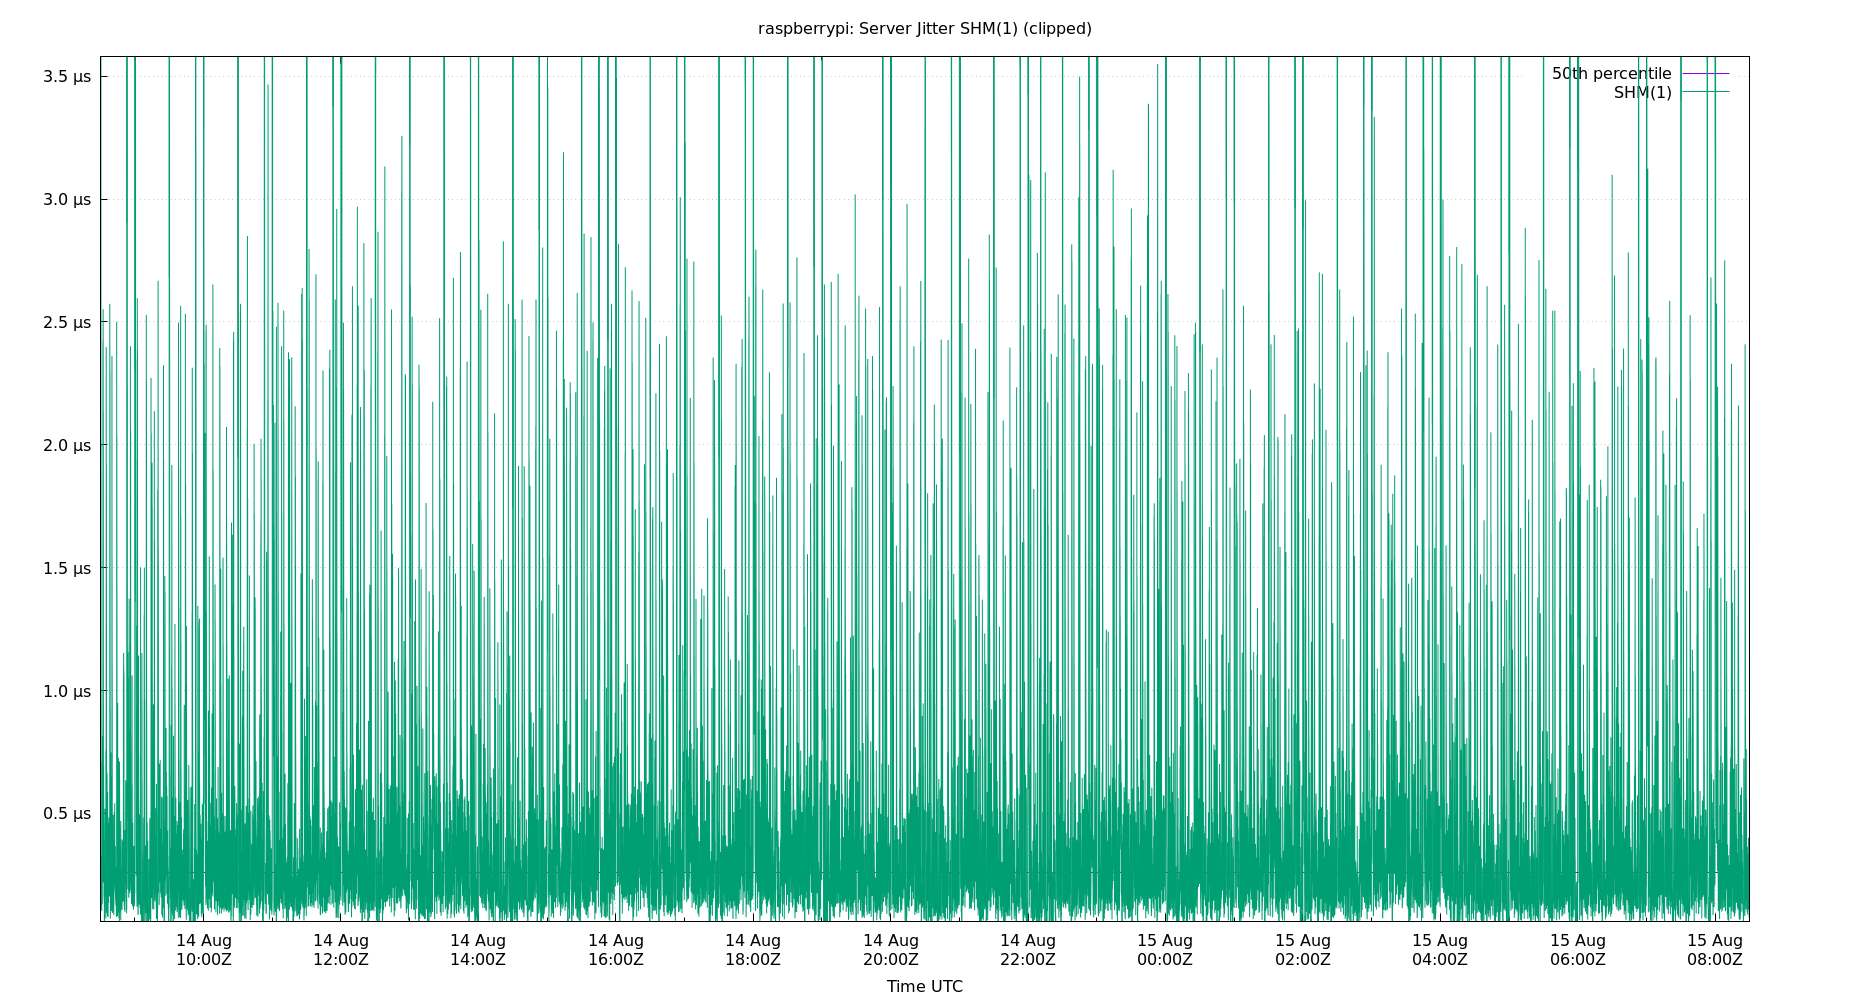 raspberrypi: Server Jitter SHM(1) (clipped)
50th percentile
SHM(1)
3.5 µs
3.0 µs
2.5 µs
2.0 µs
1.5 µs
1.0 µs
0.5 µs
14 Aug 14 Aug 14 Aug 14 Aug 14 Aug 14 Aug 14 Aug 15 Aug 15 Aug 15 Aug 15 Aug 15 Aug
10:00Z 12:00Z 14:00Z 16:00Z 18:00Z 20:00Z 22:00Z 00:00Z 02:00Z 04:00Z 06:00Z 08:00Z
Time UTC